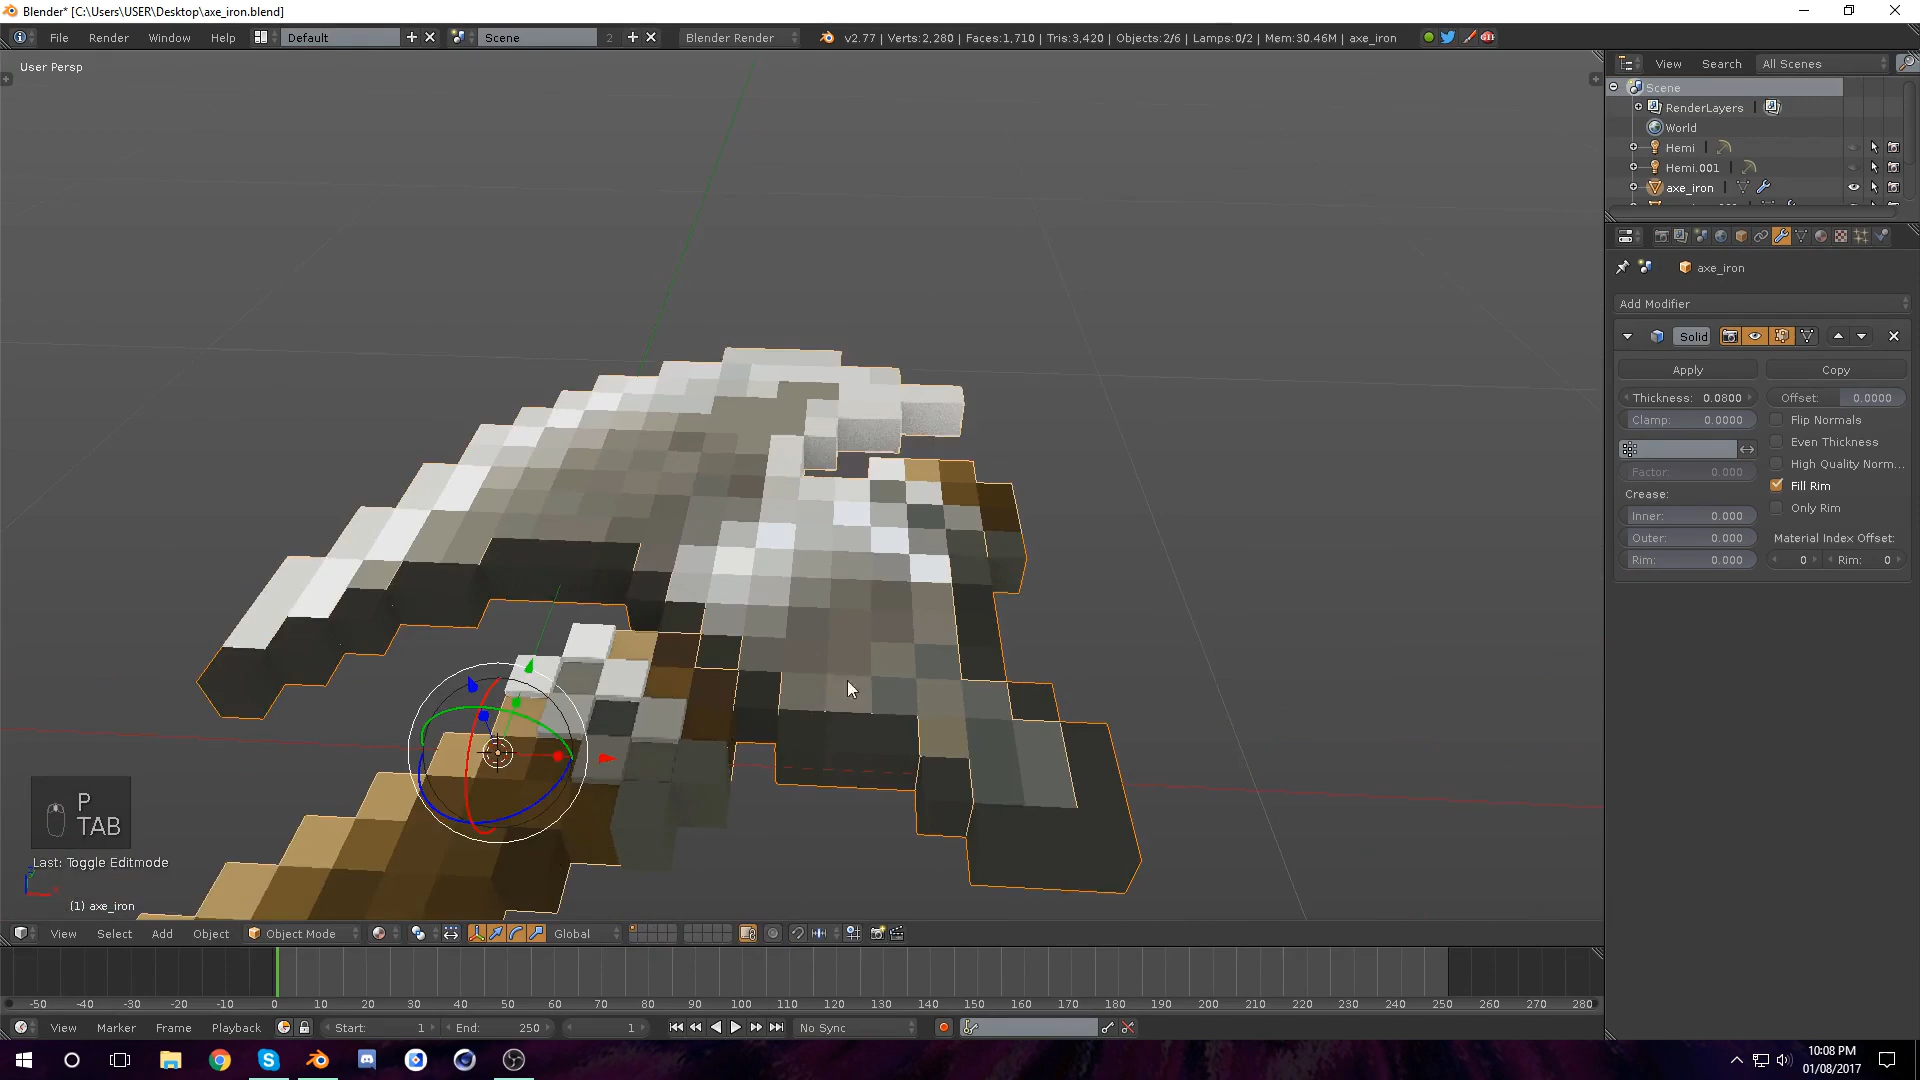 Blender* [C:\Users\USER\Desktop\axe_iron.blend]
File Render Window Help Default Scene 2 Blender Render v2.77 | Verts:2,280 | Faces:1,710 | Tris:3,420 | Objects:2/6 | Lamps:0/2 | Mem:30.46M | axe_iron
User Persp
View Search All Scenes
Scene
RenderLayers |
World
Hemi |
Hemi.001 |
axe_iron |
axe_iron
Add Modifier
Solid
Apply Copy
Thickness: 0.0800 Offset: 0.0000
Clamp: 0.0000 Flip Normals
Even Thickness
Factor: 0.000 High Quality Norm...
Crease: Fill Rim
Inner: 0.000 Only Rim
Outer: 0.000 Material Index Offset:
Rim: 0.000 0 Rim: 0
P
TAB
Last: Toggle Editmode
(1) axe_iron
View Select Add Object Object Mode Global
-50 -40 -30 -20 -10 0 10 20 30 40 50 60 70 80 90 100 110 120 130 140 150 160 170 180 190 200 210 220 230 240 250 260 270 280
View Marker Frame Playback Start: 1 End: 250 1 No Sync
10:08 PM
01/08/2017